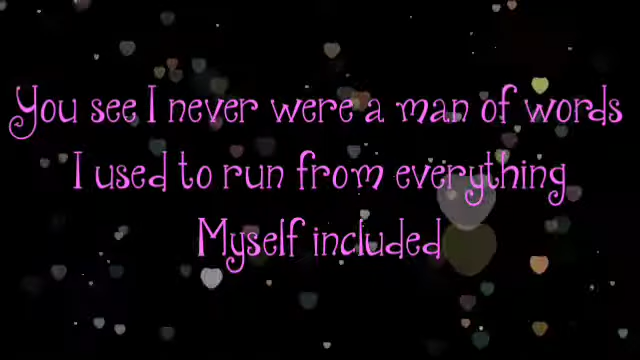 You see I never were a man of words
I used to run from everything
Myself included